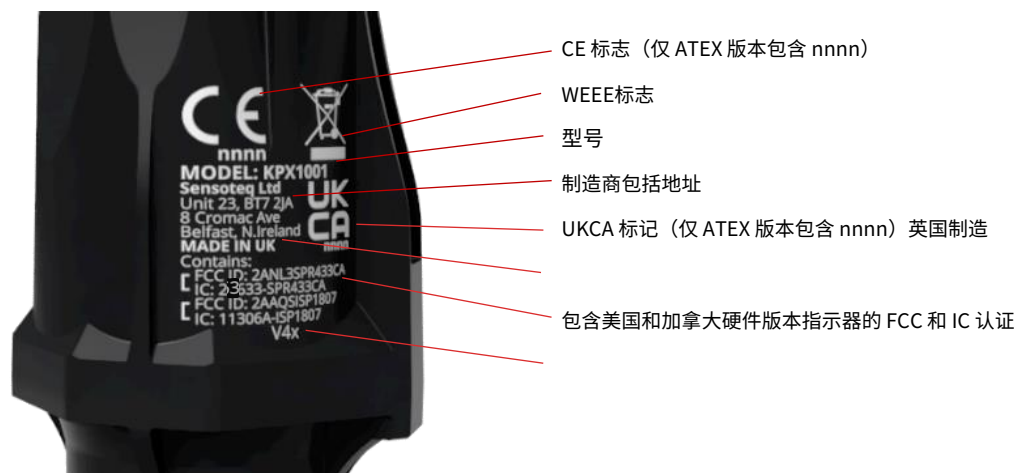 CE
nnnn
MODEL: KPX1001
Sensoteq Ltd
Unit 23, BT7 2JA
8 Cromac Ave
Belfast, N.Ireland
MADE IN UK
UK
CA
nnnn
Contains:
FCC ID: 2ANL3SPR433CA
IC: 633-SPR433CA
FCC ID: 2AAQSISP1807
IC: 11306A-ISP1807
V4x
CE 标志（仅 ATEX 版本包含 nnnn）
WEEE标志
型号
制造商包括地址
UKCA 标记（仅 ATEX 版本包含 nnnn）英国制造
包含美国和加拿大硬件版本指示器的 FCC 和 IC 认证